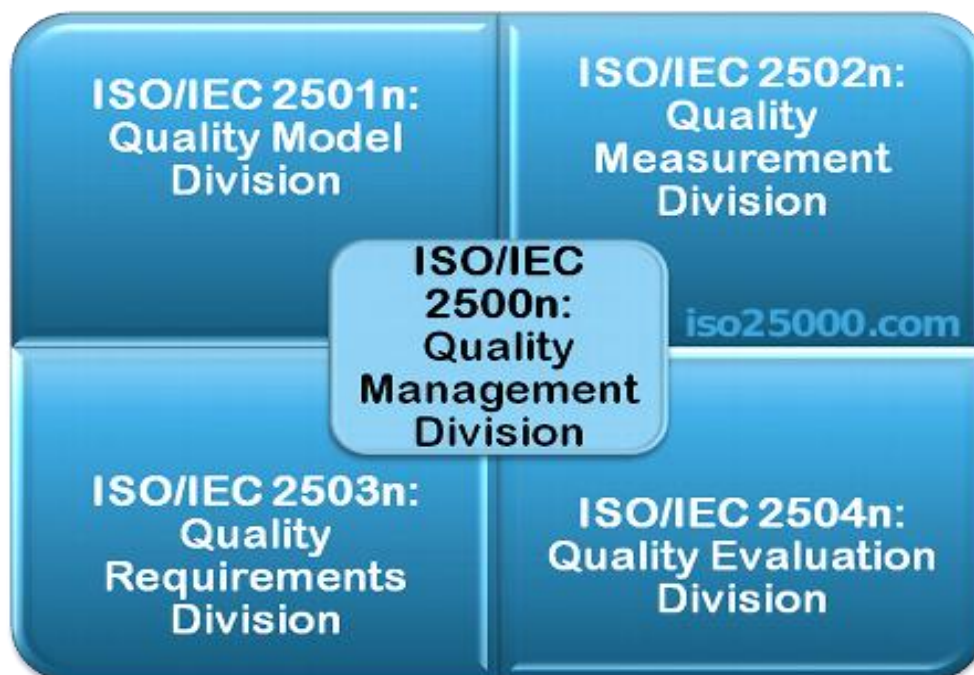 ISO/IEC 2501n:
Quality Model
Division
ISO/IEC 2502n:
Quality
Measurement
Division
ISO/IEC
2500n:
Quality
Management
Division
iso25000.com
ISO/IEC 2503n:
Quality
Requirements
Division
ISO/IEC 2504n:
Quality Evaluation
Division